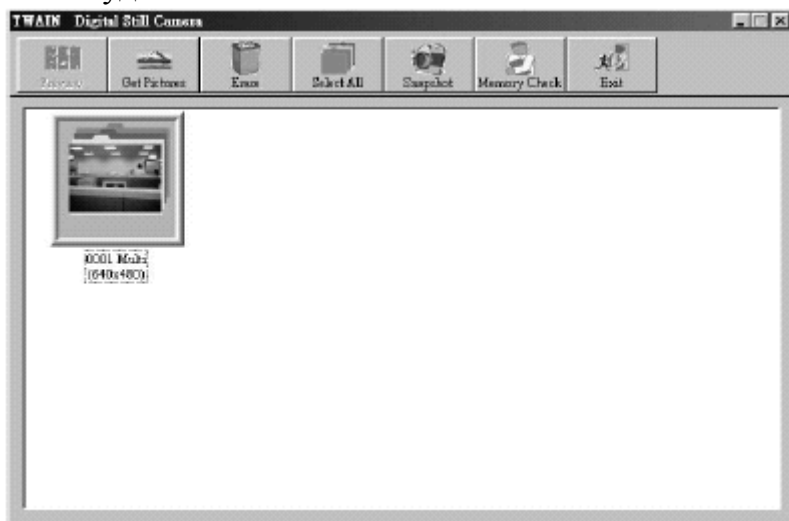 TWAIN Digital Still Camera
Get Pictures Erase Select All Snapshot Memory Check Exit
0001 Multi
(640x480)